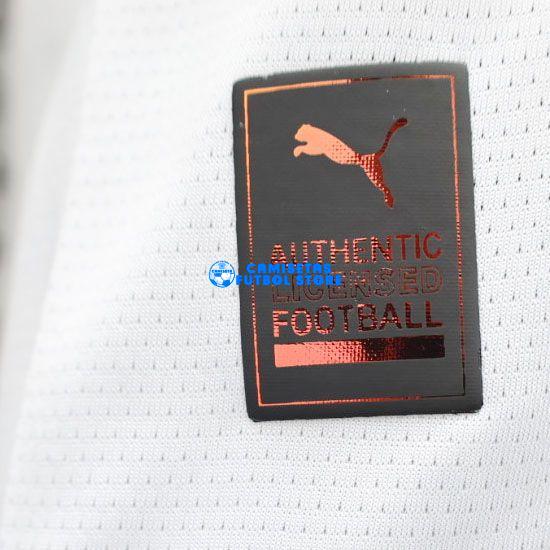 AUTHENTIC
LICENSED
FOOTBALL
CAMISETAS
FUTBOL STORE